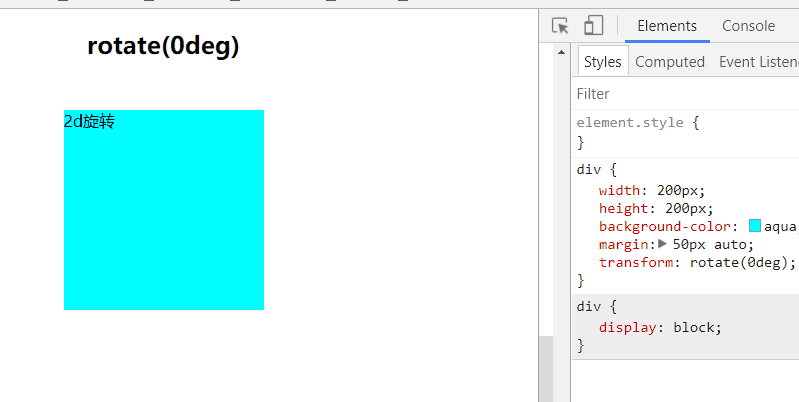 rotate(0deg)
2d旋转
Elements Console
Styles Computed Event Listen
Filter
element.style {
}
div {
width: 200px;
height: 200px;
background-color: aqua
margin: 50px auto;
transform: rotate(0deg);
}
div {
display: block;
}